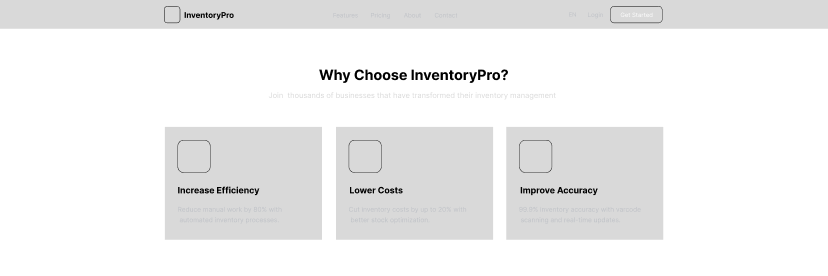 InventoryPro
Features Pricing About Contact
EN Login Get Started
Why Choose InventoryPro?
Join thousands of businesses that have transformed their inventory management
Increase Efficiency
Reduce manual work by 80% with
automated inventory processes.
Lower Costs
Cut inventory costs by up to 25% with
better stock optimization.
Improve Accuracy
99.9% inventory accuracy with barcode
scanning and real-time updates.